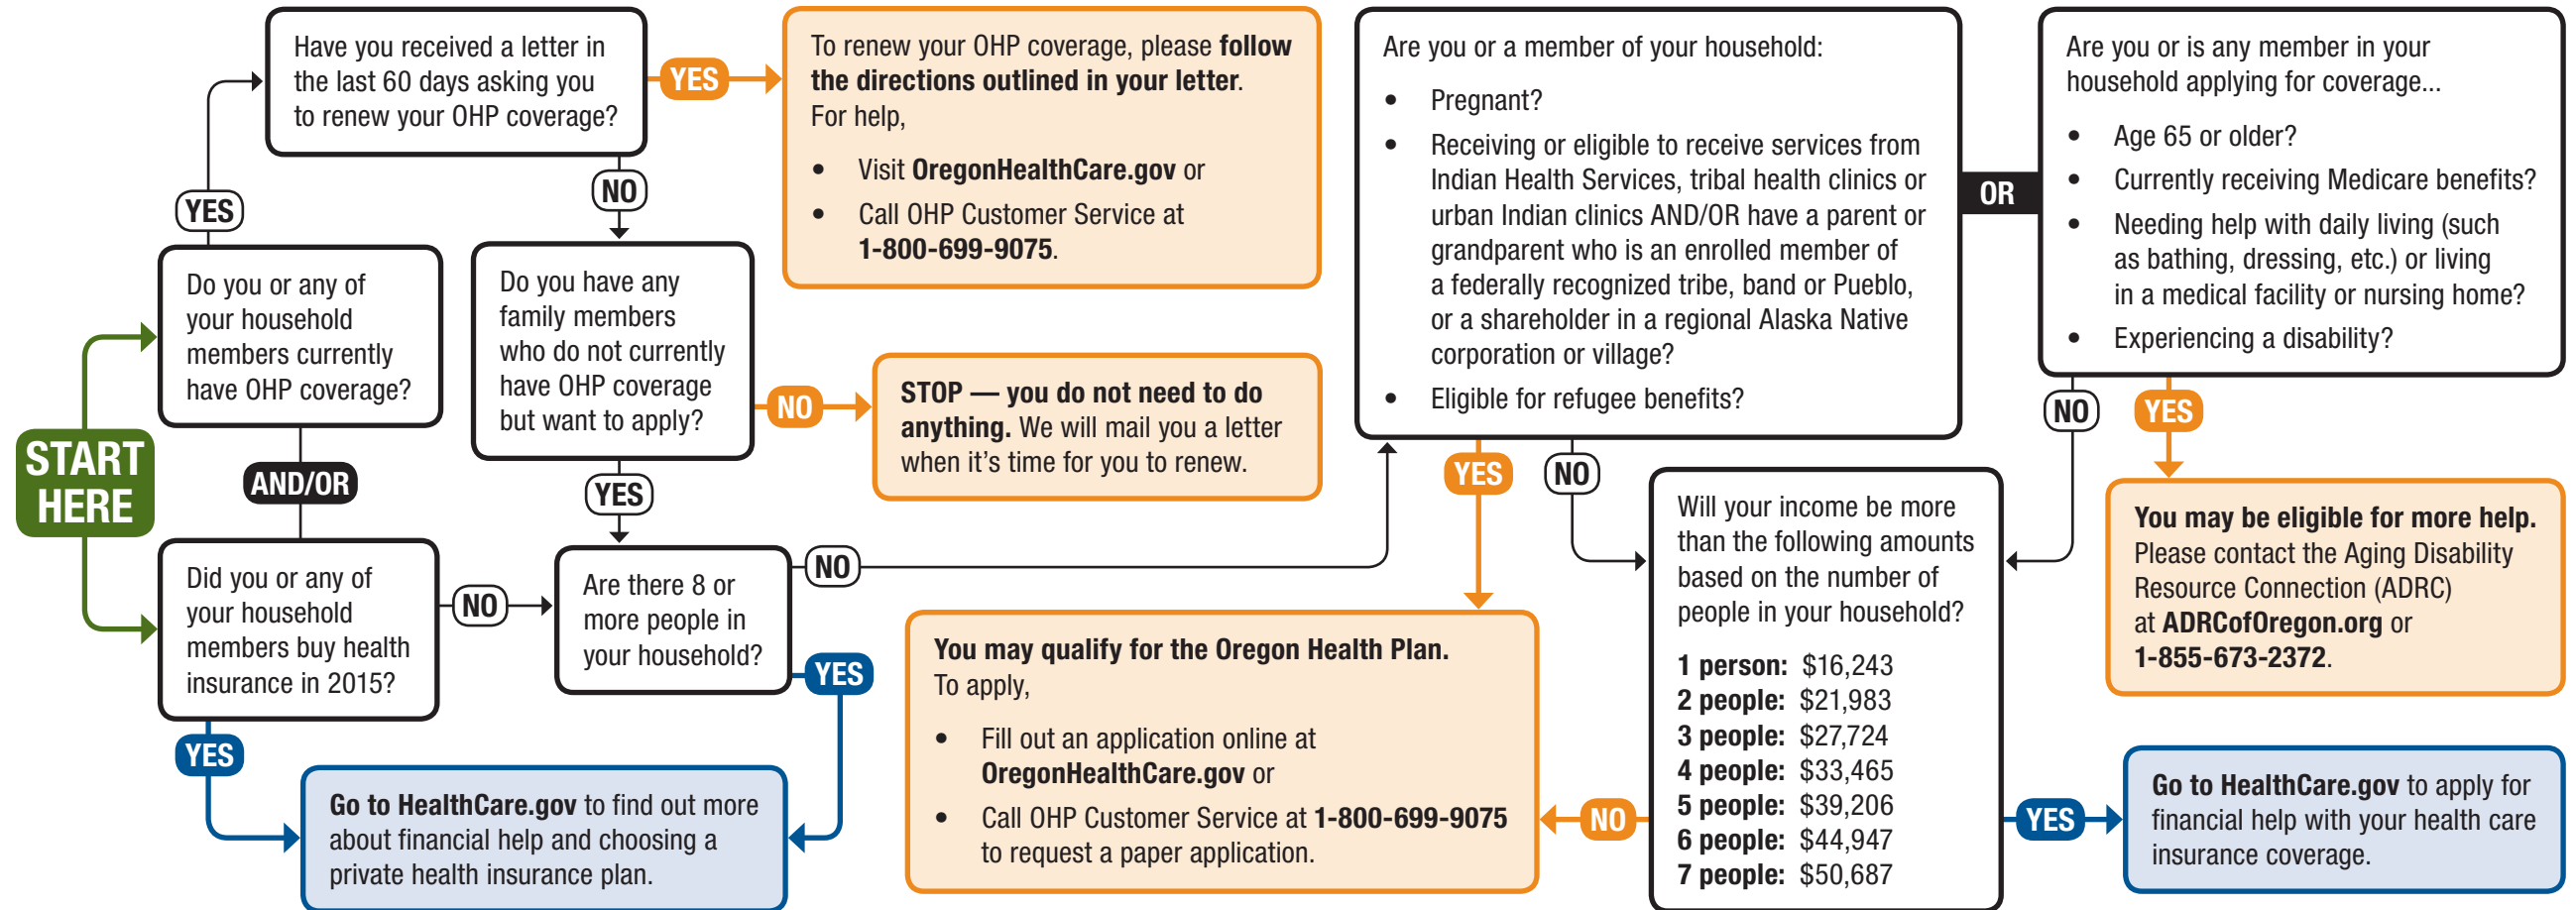 START
HERE
Do you or any of
your household
members currently
have OHP coverage?
YES
Have you received a letter in
the last 60 days asking you
to renew your OHP coverage?
YES
To renew your OHP coverage, please follow
the directions outlined in your letter.
For help,
• Visit OregonHealthCare.gov or
• Call OHP Customer Service at
1-800-699-9075.
NO
Do you have any
family members
who do not currently
have OHP coverage
but want to apply?
NO
STOP — you do not need to do
anything. We will mail you a letter
when it's time for you to renew.
YES
AND/OR
Did you or any of
your household
members buy health
insurance in 2015?
NO
Are there 8 or
more people in
your household?
NO
YES
YES
Go to HealthCare.gov to find out more
about financial help and choosing a
private health insurance plan.
Are you or a member of your household:
• Pregnant?
• Receiving or eligible to receive services from
Indian Health Services, tribal health clinics or
urban Indian clinics AND/OR have a parent or
grandparent who is an enrolled member of
a federally recognized tribe, band or Pueblo,
or a shareholder in a regional Alaska Native
corporation or village?
• Eligible for refugee benefits?
OR
Are you or is any member in your
household applying for coverage...
• Age 65 or older?
• Currently receiving Medicare benefits?
• Needing help with daily living (such
as bathing, dressing, etc.) or living
in a medical facility or nursing home?
• Experiencing a disability?
YES
NO
NO
YES
You may be eligible for more help.
Please contact the Aging Disability
Resource Connection (ADRC)
at ADRCofOregon.org or
1-855-673-2372.
Will your income be more
than the following amounts
based on the number of
people in your household?
1 person: $16,243
2 people: $21,983
3 people: $27,724
4 people: $33,465
5 people: $39,206
6 people: $44,947
7 people: $50,687
NO
You may qualify for the Oregon Health Plan.
To apply,
• Fill out an application online at
OregonHealthCare.gov or
• Call OHP Customer Service at 1-800-699-9075
to request a paper application.
YES
Go to HealthCare.gov to apply for
financial help with your health care
insurance coverage.